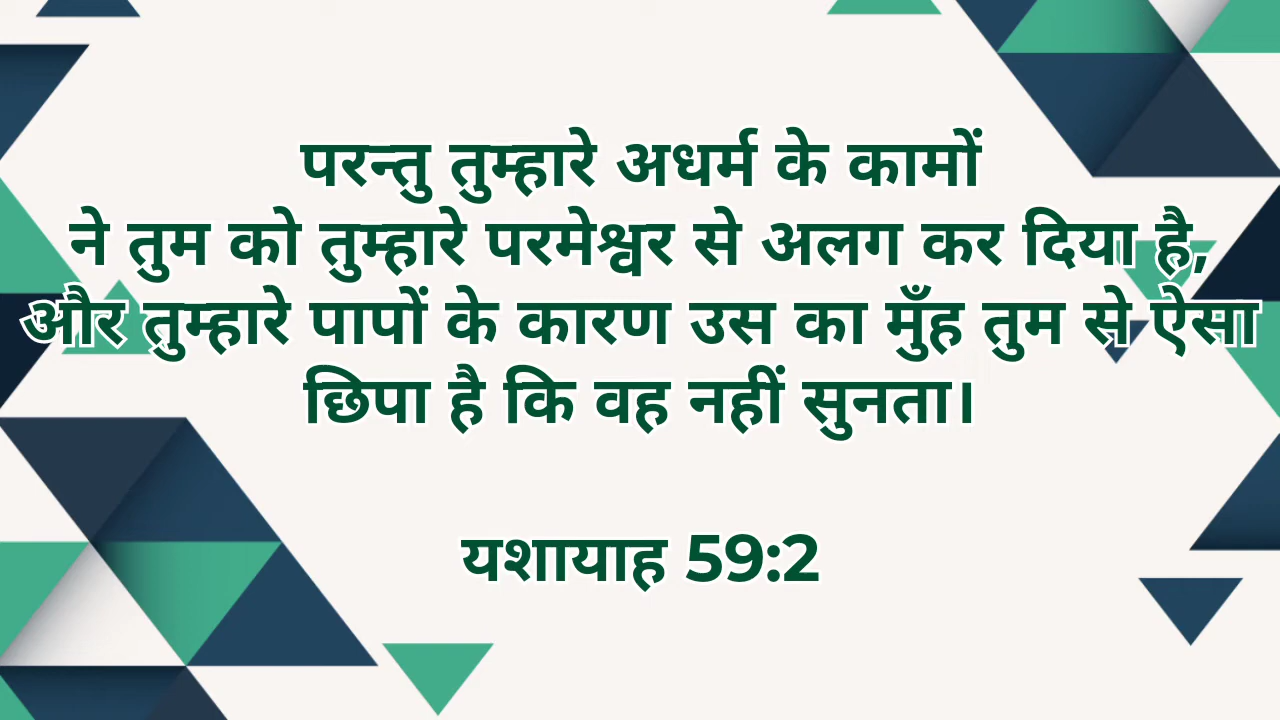 परन्तु तुम्हारे अधर्म के कामों
ने तुम को तुम्हारे परमेश्वर से अलग कर दिया है,
और तुम्हारे पापों के कारण उस का मुँह तुम से ऐसा
छिपा है कि वह नहीं सुनता।
यशायाह 59:2